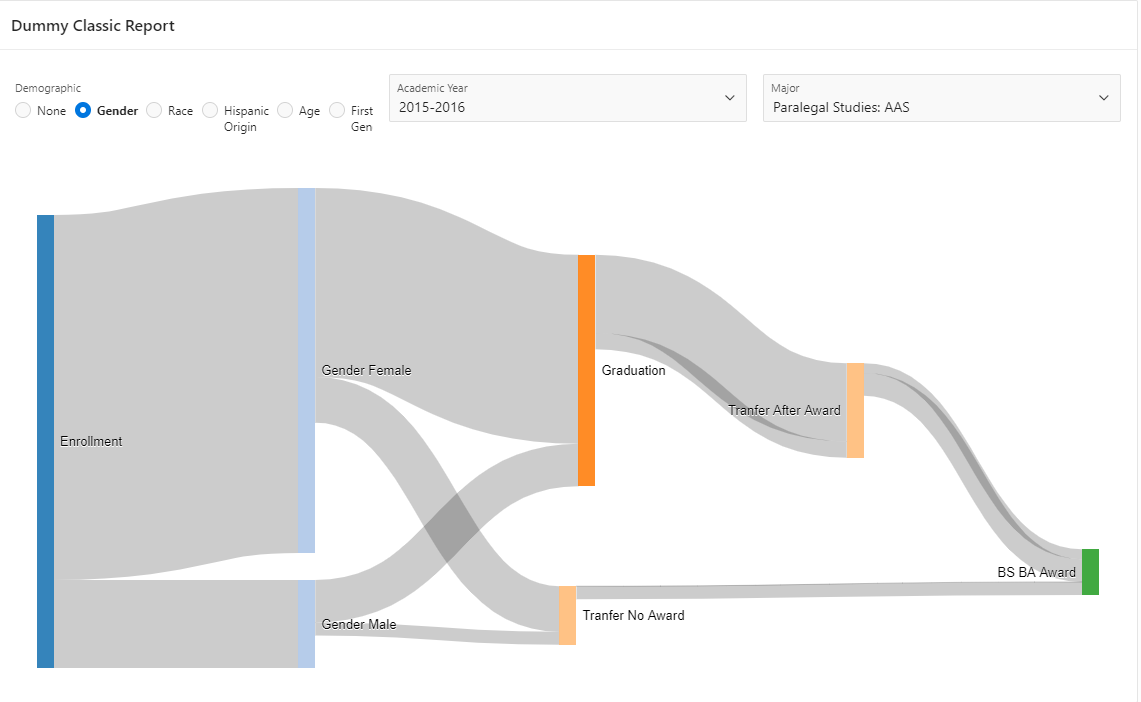 Dummy Classic Report
Demographic
None
Gender
Race
Hispanic
Origin
Age
First
Gen
Academic Year
2015-2016
Major
Paralegal Studies: AAS
Gender Female
Graduation
Tranfer After Award
Enrollment
BS BA Award
Tranfer No Award
Gender Male